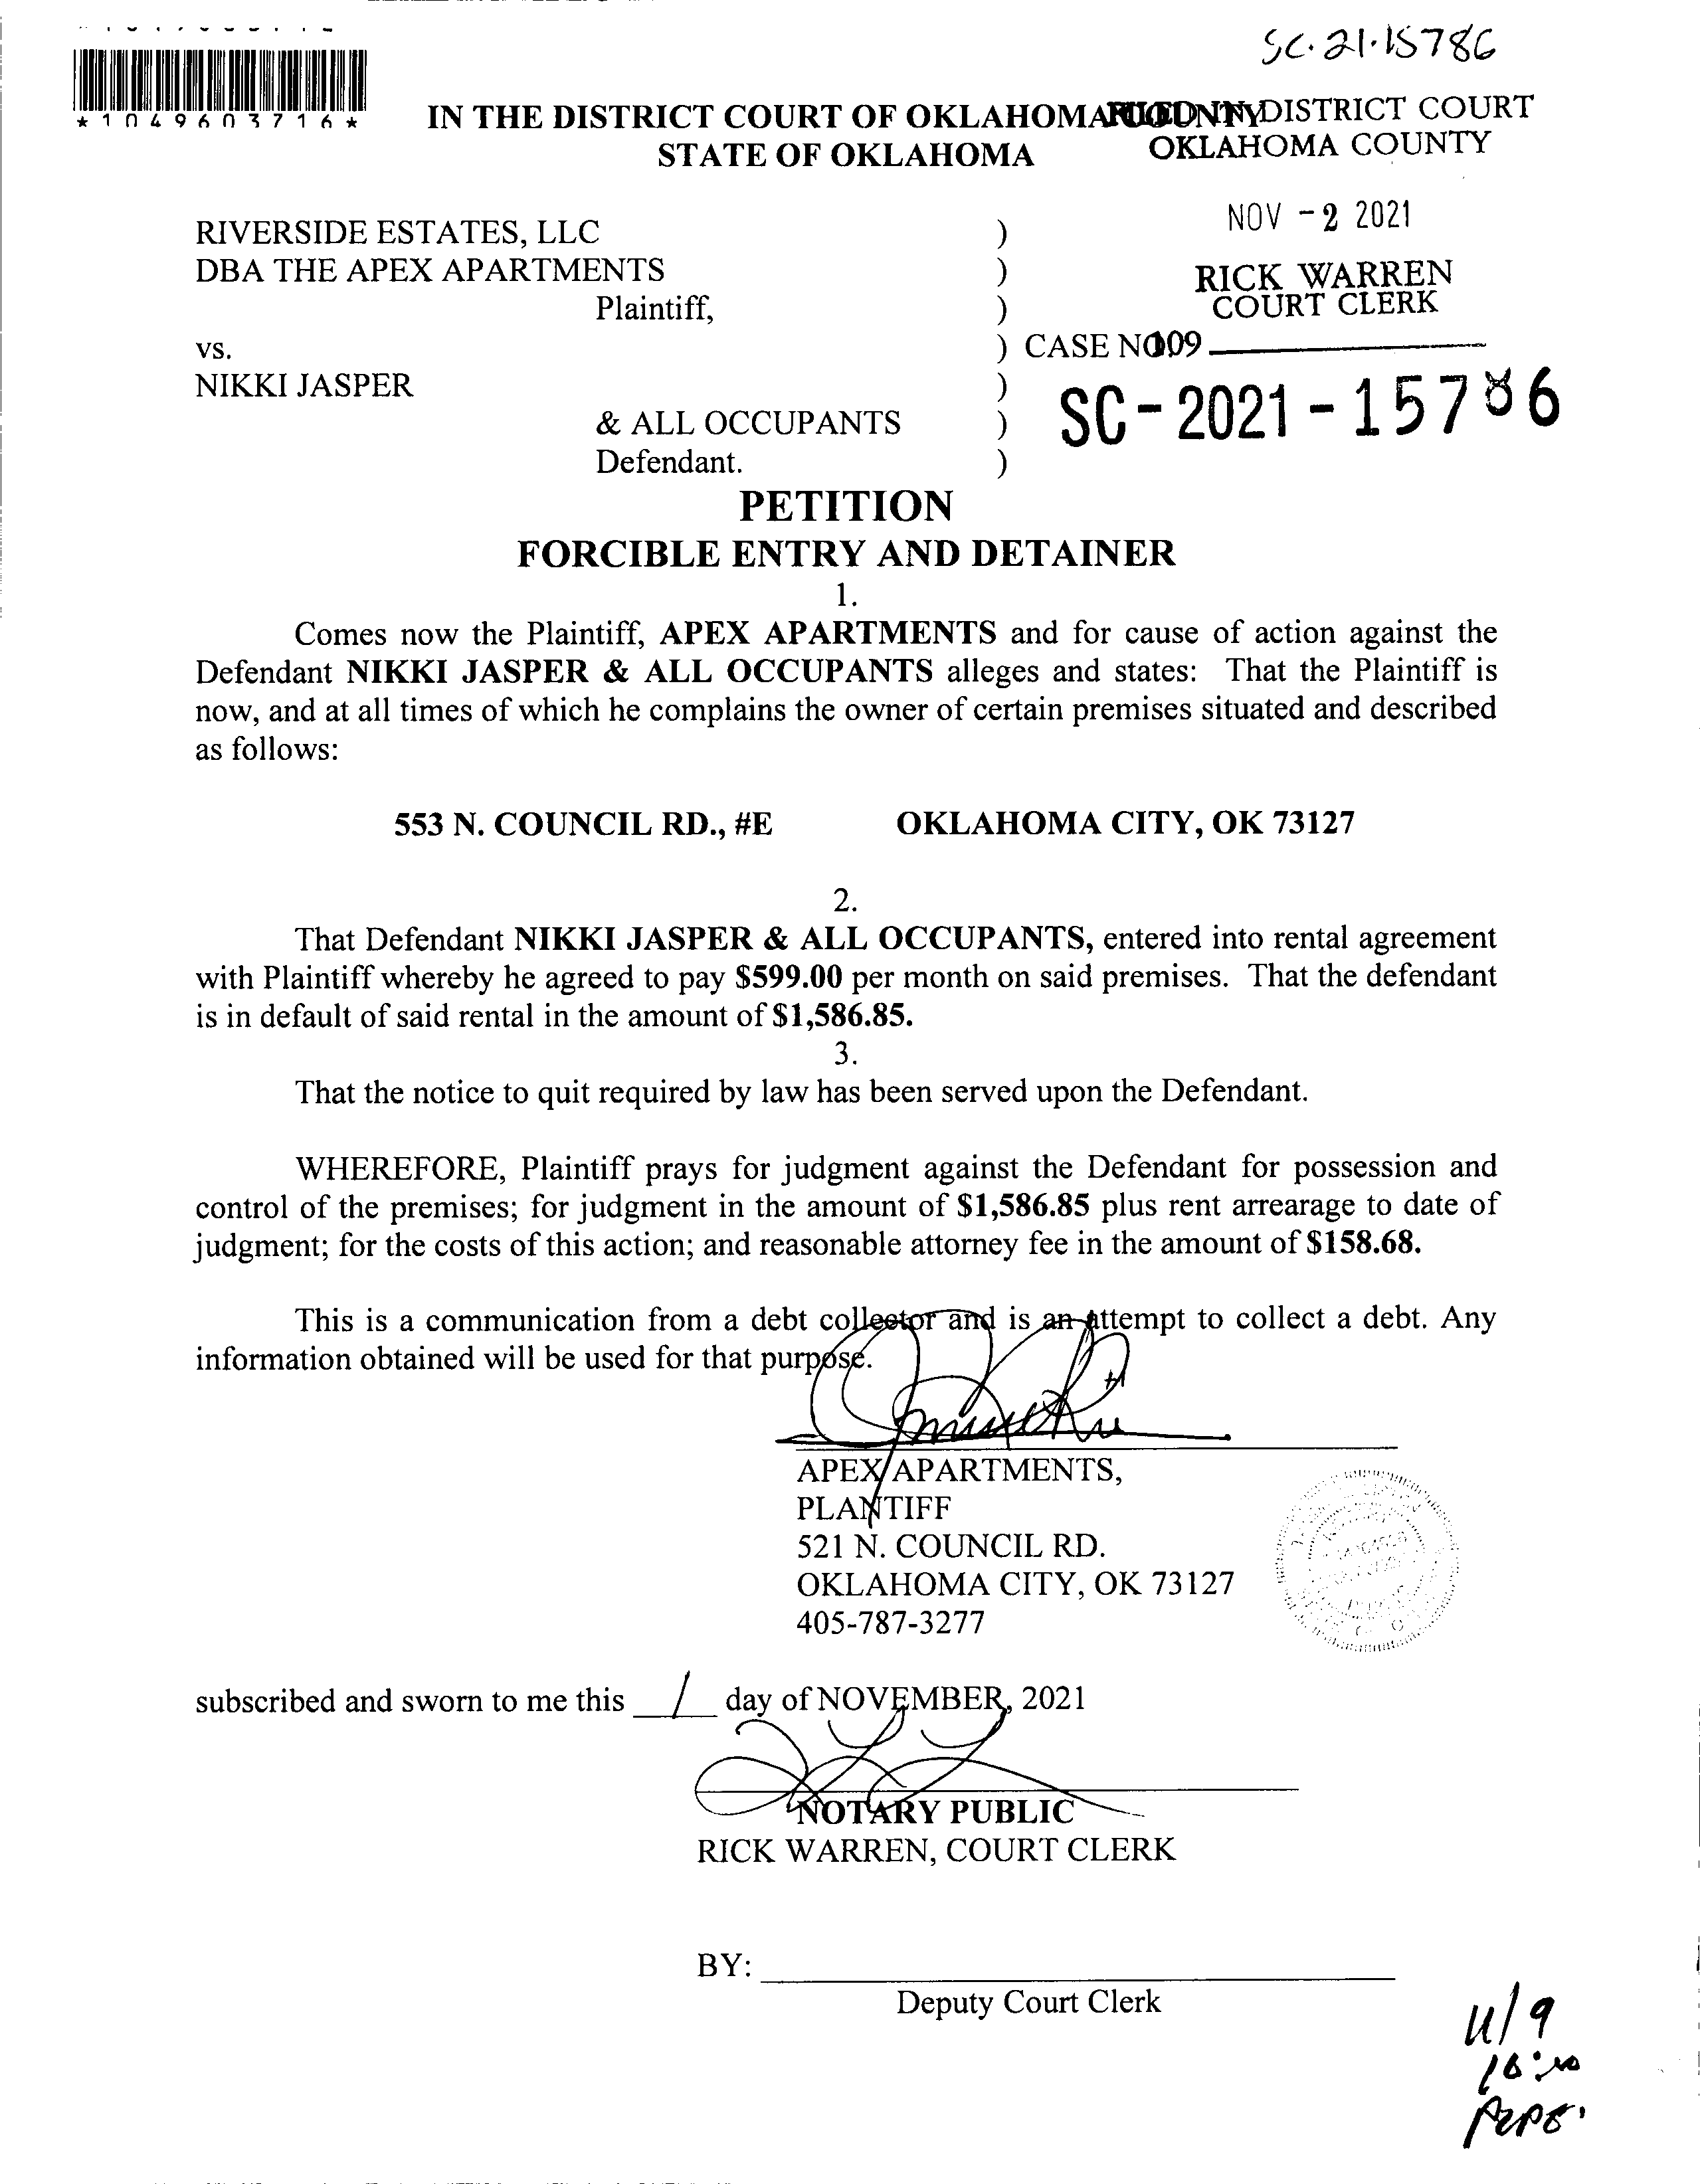 SC-21-15786
*1049603716*
IN THE DISTRICT COURT OF OKLAHOMA COUNTY
STATE OF OKLAHOMA
FILED IN DISTRICT COURT
OKLAHOMA COUNTY
NOV -2 2021
RICK WARREN
COURT CLERK
RIVERSIDE ESTATES, LLC )
DBA THE APEX APARTMENTS )
Plaintiff, )
vs. ) CASE NO. 109
NIKKI JASPER )
SC-2021-15786
& ALL OCCUPANTS )
Defendant. )
PETITION
FORCIBLE ENTRY AND DETAINER
1.
Comes now the Plaintiff, APEX APARTMENTS and for cause of action against the
Defendant NIKKI JASPER & ALL OCCUPANTS alleges and states: That the Plaintiff is
now, and at all times of which he complains the owner of certain premises situated and described
as follows:
553 N. COUNCIL RD., #E OKLAHOMA CITY, OK 73127
2.
That Defendant NIKKI JASPER & ALL OCCUPANTS, entered into rental agreement
with Plaintiff whereby he agreed to pay $599.00 per month on said premises. That the defendant
is in default of said rental in the amount of $1,586.85.
3.
That the notice to quit required by law has been served upon the Defendant.
WHEREFORE, Plaintiff prays for judgment against the Defendant for possession and
control of the premises; for judgment in the amount of $1,586.85 plus rent arrearage to date of
judgment; for the costs of this action; and reasonable attorney fee in the amount of $158.68.
This is a communication from a debt collector and is an attempt to collect a debt. Any
information obtained will be used for that purpose.
APEX APARTMENTS,
PLANTIFF
521 N. COUNCIL RD.
OKLAHOMA CITY, OK 73127
405-787-3277
subscribed and sworn to me this 1 day of NOVEMBER, 2021
NOTARY PUBLIC
RICK WARREN, COURT CLERK
BY:
Deputy Court Clerk
11/9